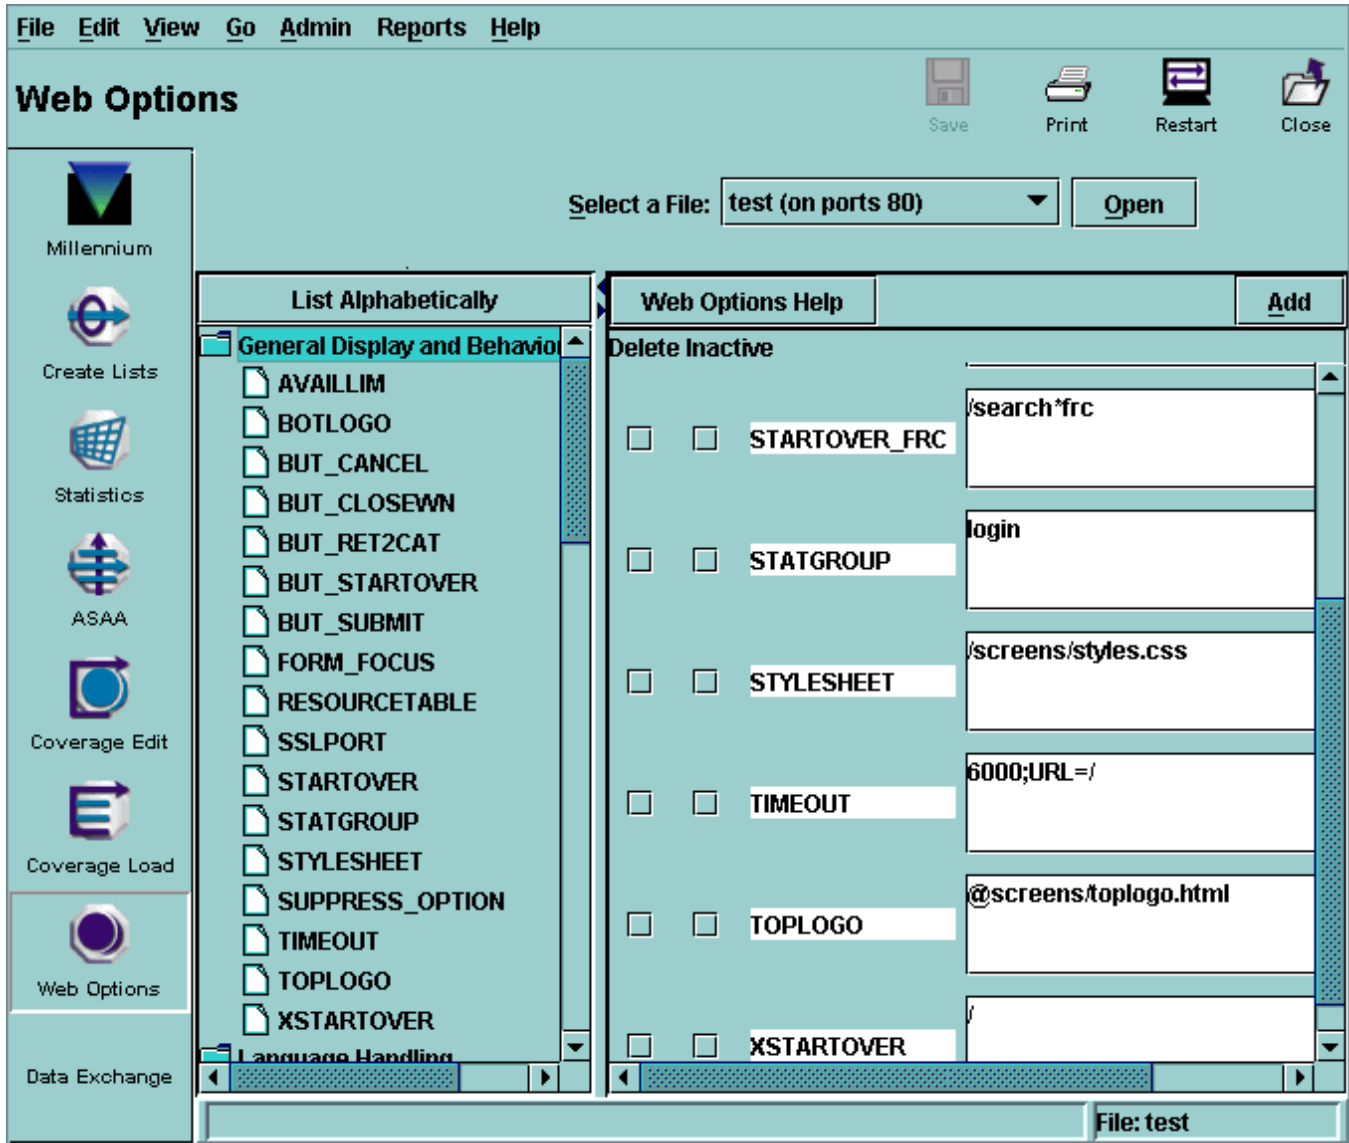 File Edit View Go Admin Reports Help
Web Options
Save Print Restart Close
Select a File: test (on ports 80) Open
Millennium
Create Lists
Statistics
ASAA
Coverage Edit
Coverage Load
Web Options
Data Exchange
List Alphabetically
General Display and Behavior
AVAILLIM
BOTLOGO
BUT_CANCEL
BUT_CLOSEWN
BUT_RET2CAT
BUT_STARTOVER
BUT_SUBMIT
FORM_FOCUS
RESOURCETABLE
SSLPORT
STARTOVER
STATGROUP
STYLESHEET
SUPPRESS_OPTION
TIMEOUT
TOPLOGO
XSTARTOVER
Language Handling
Web Options Help Add
Delete Inactive
STARTOVER_FRC /search*frc
STATGROUP login
STYLESHEET /screens/styles.css
TIMEOUT 6000;URL=/
TOPLOGO @screens/toplogo.html
XSTARTOVER /
File: test